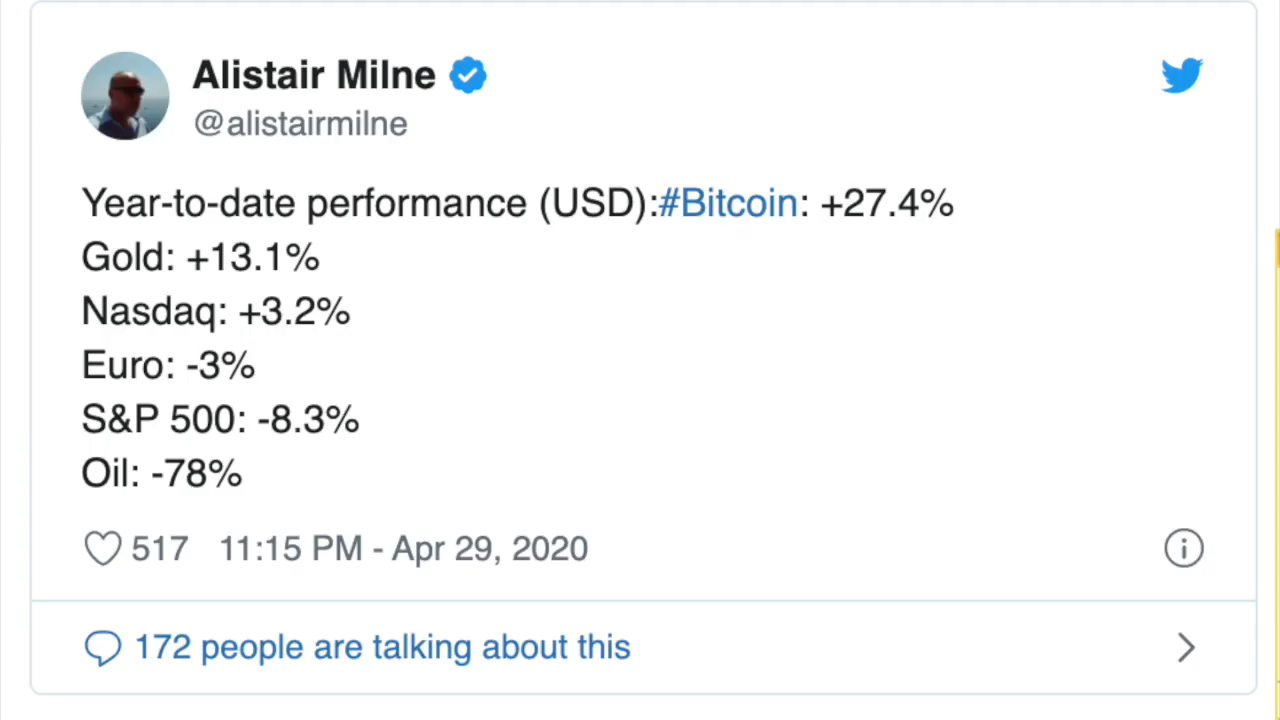 Alistair Milne
@alistairmilne
Year-to-date performance (USD):#Bitcoin: +27.4%
Gold: +13.1%
Nasdaq: +3.2%
Euro: -3%
S&P 500: -8.3%
Oil: -78%
517 11:15 PM - Apr 29, 2020
172 people are talking about this